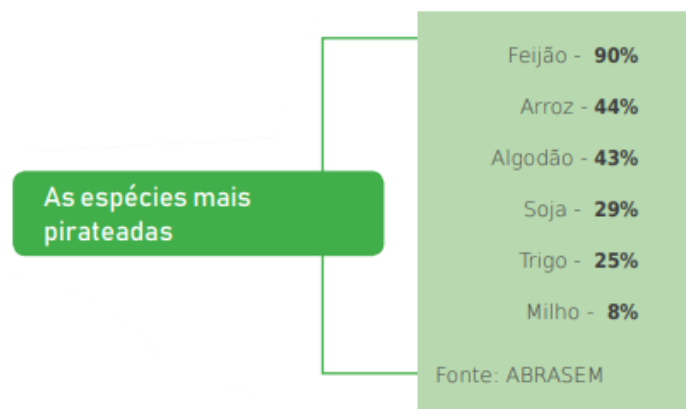 As espécies mais
pirateadas
Feijão - 90%
Arroz - 44%
Algodão - 43%
Soja - 29%
Trigo - 25%
Milho - 8%
Fonte: ABRASEM